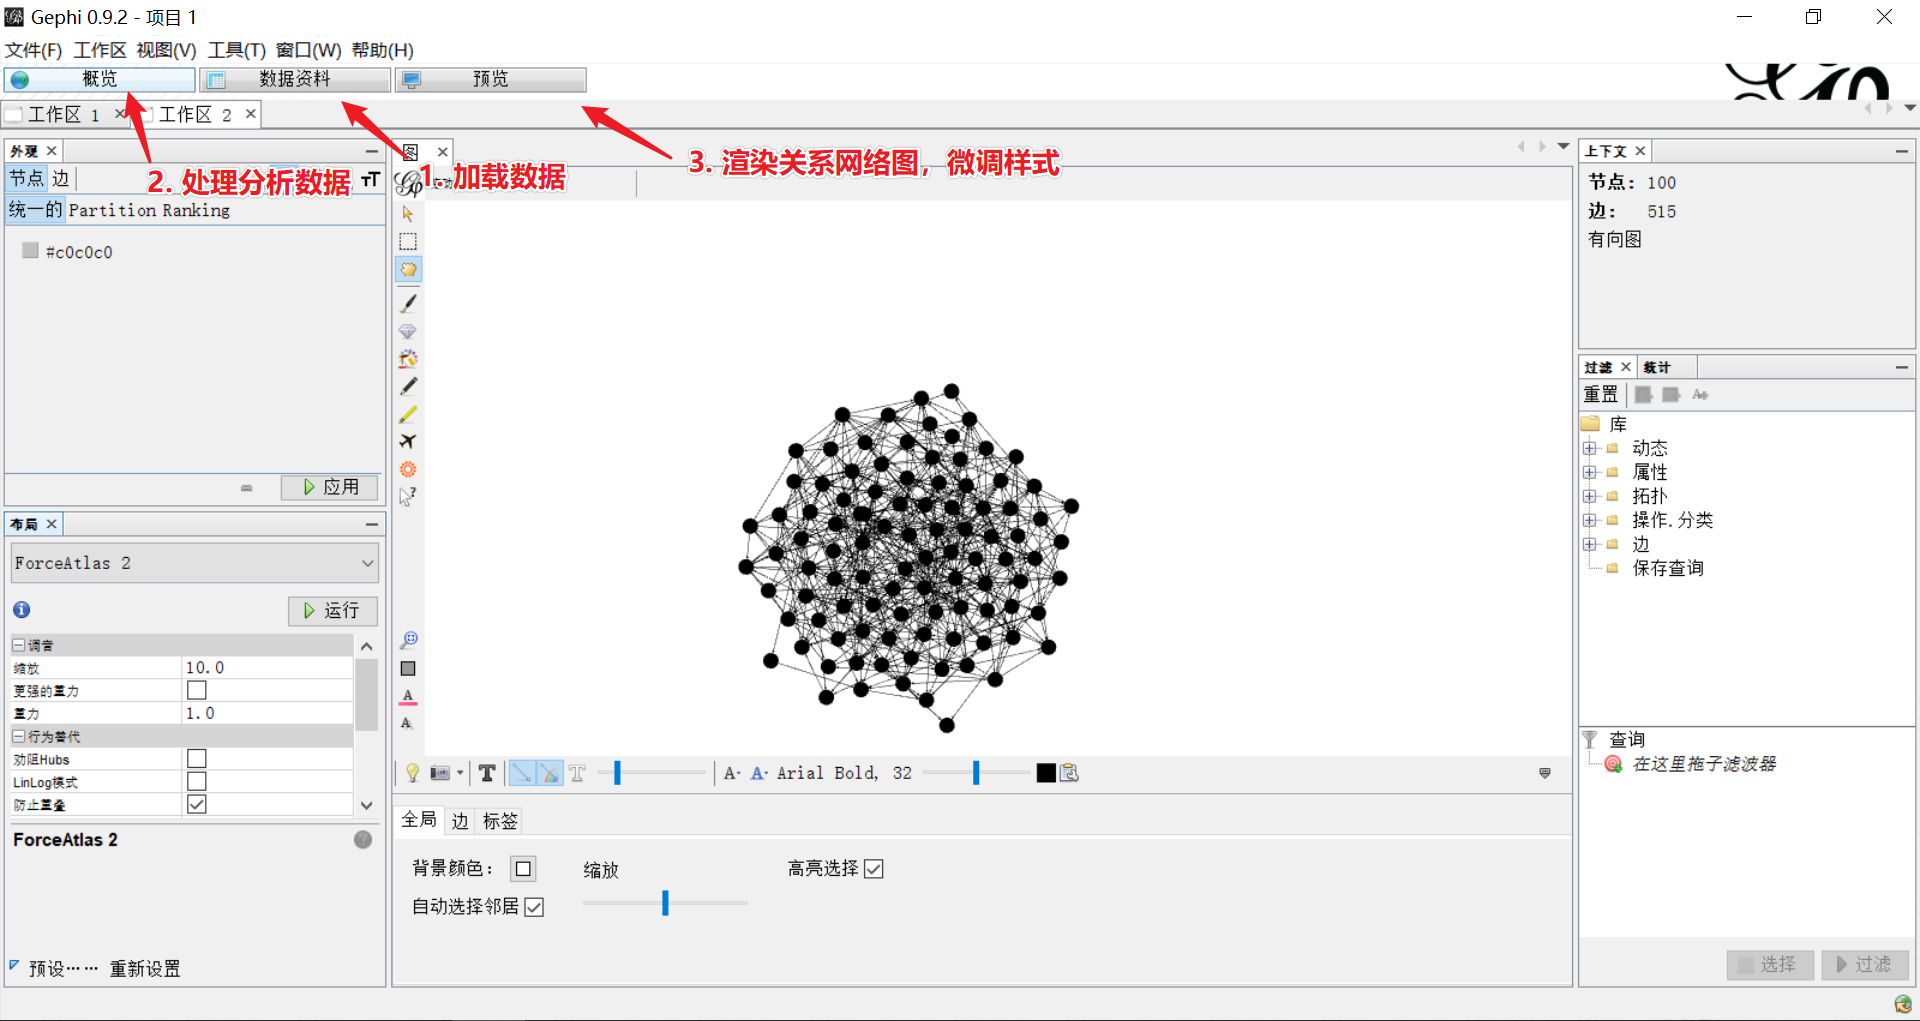 Gephi 0.9.2 - 项目 1
文件(F) 工作区 视图(V) 工具(T) 窗口(W) 帮助(H)
概览 数据资料 预览
工作区 1 工作区 2
外观
节点 边
统一的 Partition Ranking
#c0c0c0
应用
2. 处理分析数据
1. 加载数据
3. 渲染关系网络图，微调样式
图
布局
ForceAtlas 2
运行
调音
缩放 10.0
更强的重力
重力 1.0
行为替代
劝阻Hubs
LinLog模式
防止重叠
ForceAtlas 2
预设…… 重新设置
A- A- Arial Bold, 32
全局 边 标签
背景颜色： 缩放 高亮选择
自动选择邻居
上下文
节点： 100
边： 515
有向图
过滤 统计
重置
库
动态
属性
拓扑
操作.分类
边
保存查询
查询
在这里拖子滤波器
选择 过滤